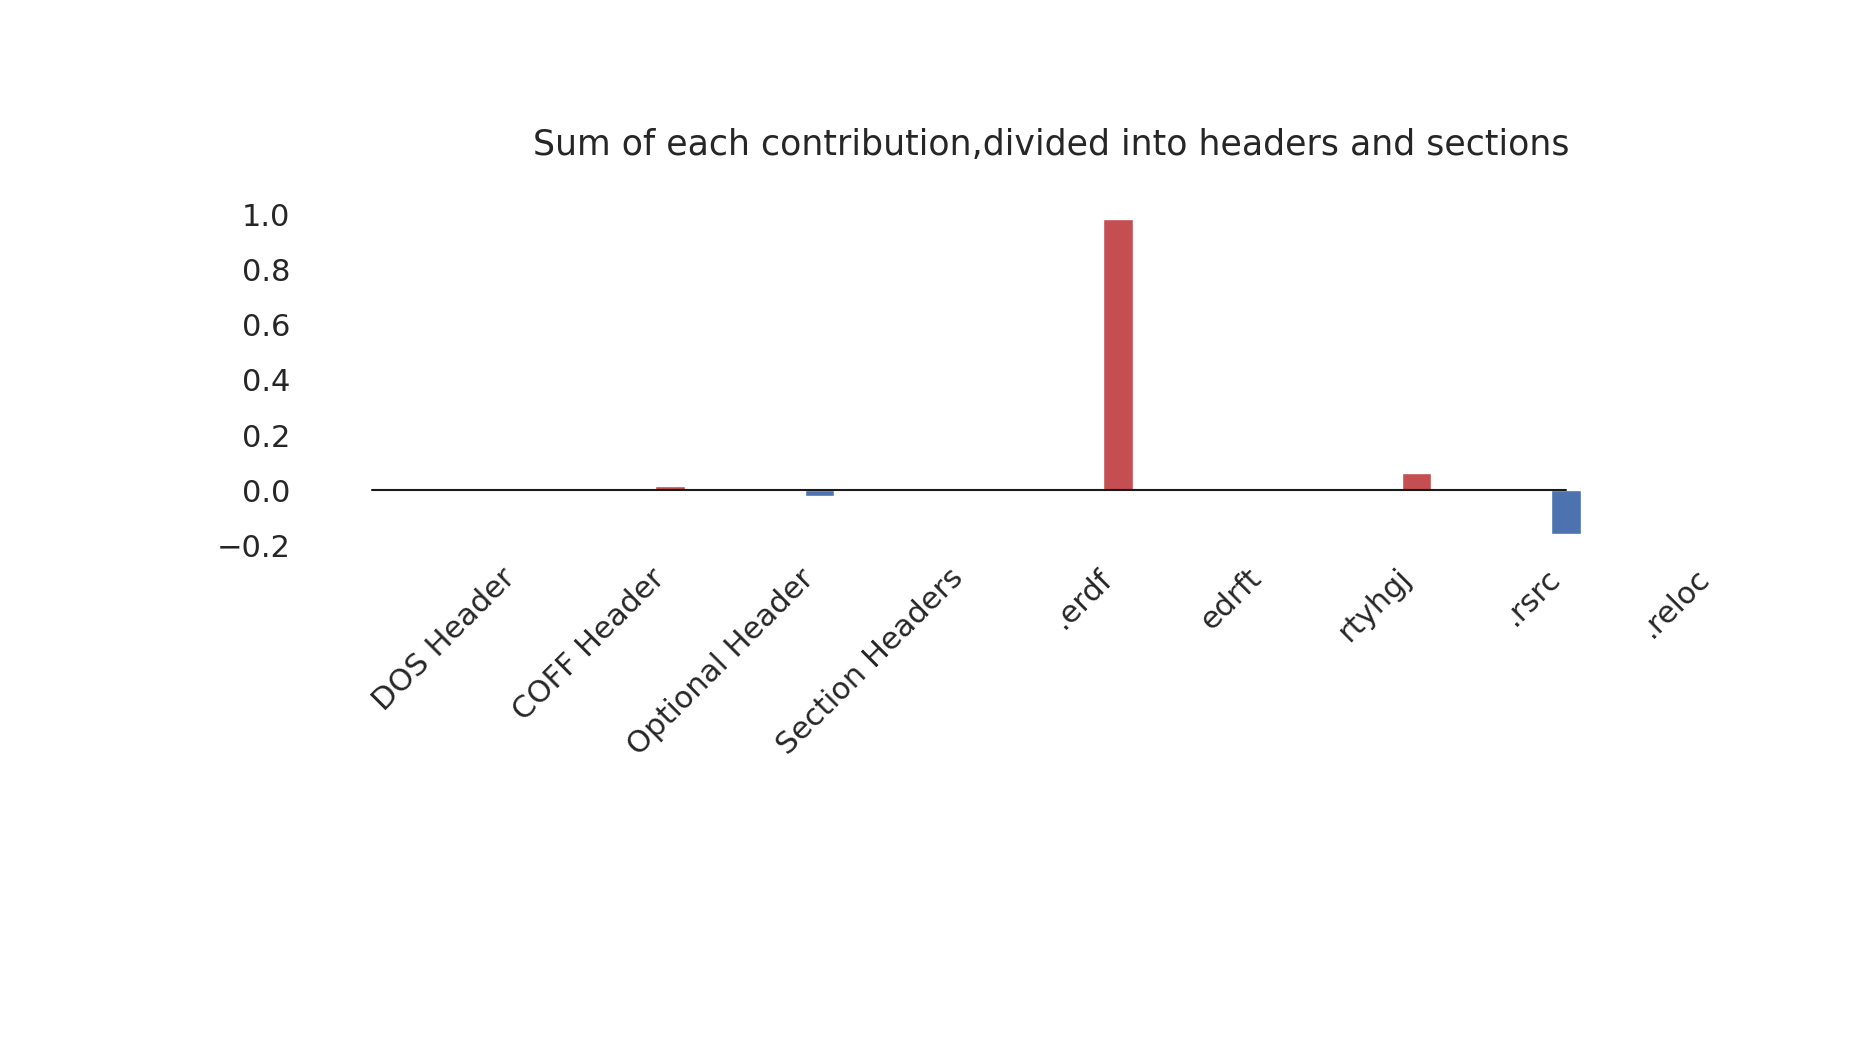 Sum of each contribution,divided into headers and sections
1.0
0.8
0.6
0.4
0.2
0.0
−0.2
DOS Header
COFF Header
Optional Header
Section Headers
.erdf
edrft
rtyhgj
.rsrc
.reloc